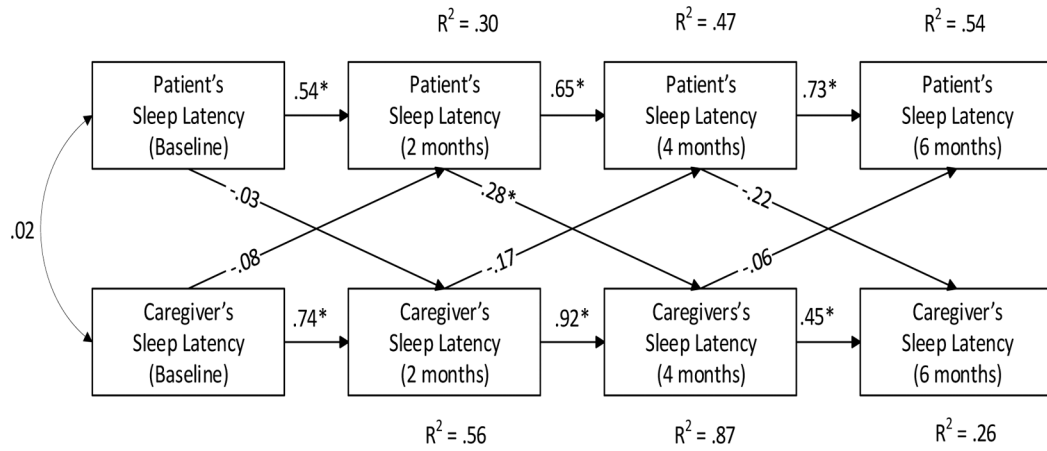 R² = .30
R² = .47
R² = .54
Patient's
Sleep Latency
(Baseline)
.54*
Patient's
Sleep Latency
(2 months)
.65*
Patient's
Sleep Latency
(4 months)
.73*
Patient's
Sleep Latency
(6 months)
-.03
.28*
-.22
.02
-.08
-.17
-.06
Caregiver's
Sleep Latency
(Baseline)
.74*
Caregiver's
Sleep Latency
(2 months)
.92*
Caregivers's
Sleep Latency
(4 months)
.45*
Caregiver's
Sleep Latency
(6 months)
R² = .56
R² = .87
R² = .26